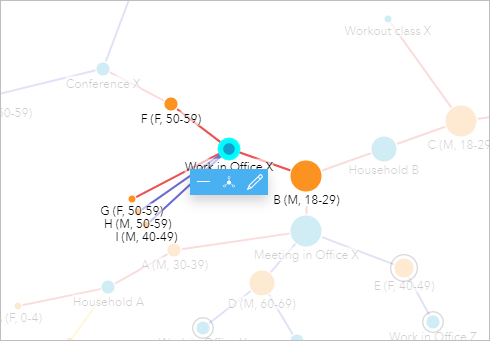 Workout class X
Conference X
50-59)
F (F, 50-59)
C (M, 18-29)
Work in Office X
Household B
B (M, 18-29)
G (F, 50-59)
H (M, 50-59)
I (M, 40-49)
Meeting in Office X
A (M, 30-39)
E (F, 40-49)
Household A
D (M, 60-69)
(F, 0-4)
Work in Office Z